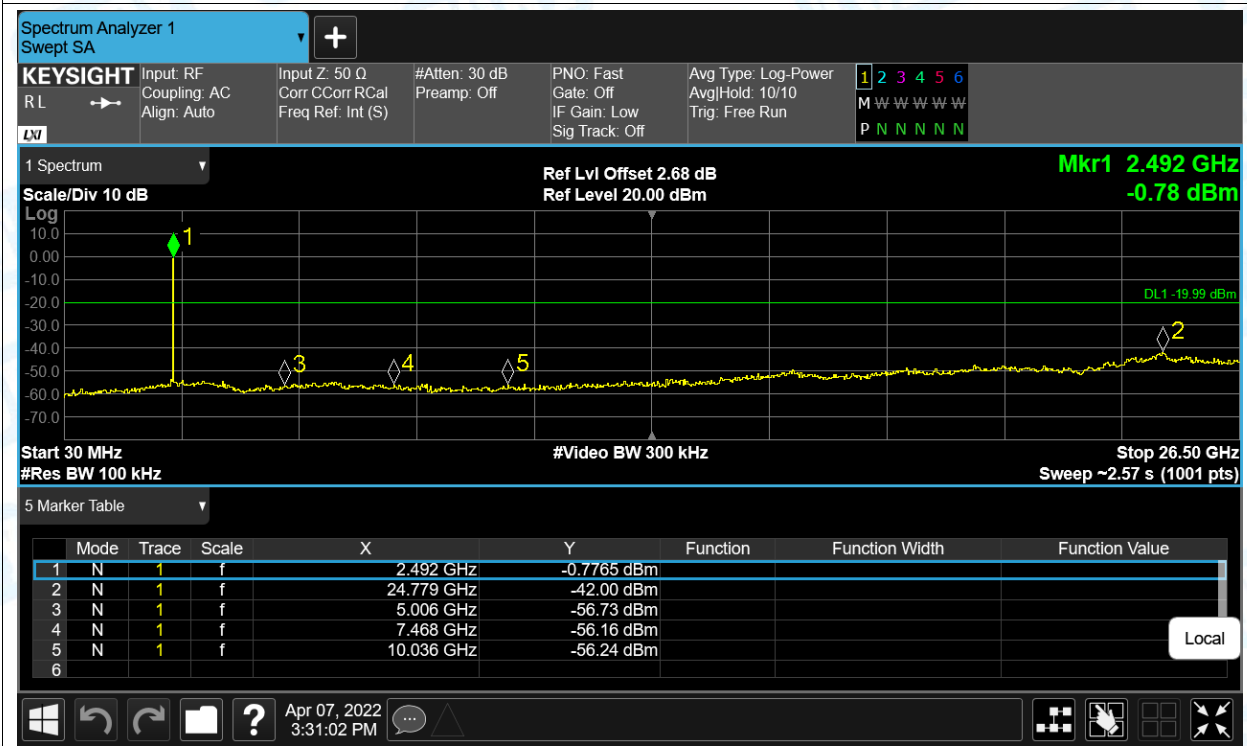 Spectrum Analyzer 1
Swept SA
KEYSIGHT
R L
LXI
Input: RF
Coupling: AC
Align: Auto
Input Z: 50 Ω
Corr CCorr RCal
Freq Ref: Int (S)
#Atten: 30 dB
Preamp: Off
PNO: Fast
Gate: Off
IF Gain: Low
Sig Track: Off
Avg Type: Log-Power
Avg|Hold: 10/10
Trig: Free Run
1 2 3 4 5 6
M W W W W W
P N N N N N
1 Spectrum
Scale/Div 10 dB
Ref Lvl Offset 2.68 dB
Ref Level 20.00 dBm
Mkr1 2.492 GHz
-0.78 dBm
Log
10.0
0.00
-10.0
-20.0
-30.0
-40.0
-50.0
-60.0
-70.0
1
DL1 -19.99 dBm
2
3
4
5
Start 30 MHz
#Video BW 300 kHz
Stop 26.50 GHz
#Res BW 100 kHz
Sweep ~2.57 s (1001 pts)
5 Marker Table
Mode Trace Scale X Y Function Function Width Function Value
1 N 1 f 2.492 GHz -0.7765 dBm
2 N 1 f 24.779 GHz -42.00 dBm
3 N 1 f 5.006 GHz -56.73 dBm
4 N 1 f 7.468 GHz -56.16 dBm
5 N 1 f 10.036 GHz -56.24 dBm
6
Local
?
Apr 07, 2022
3:31:02 PM